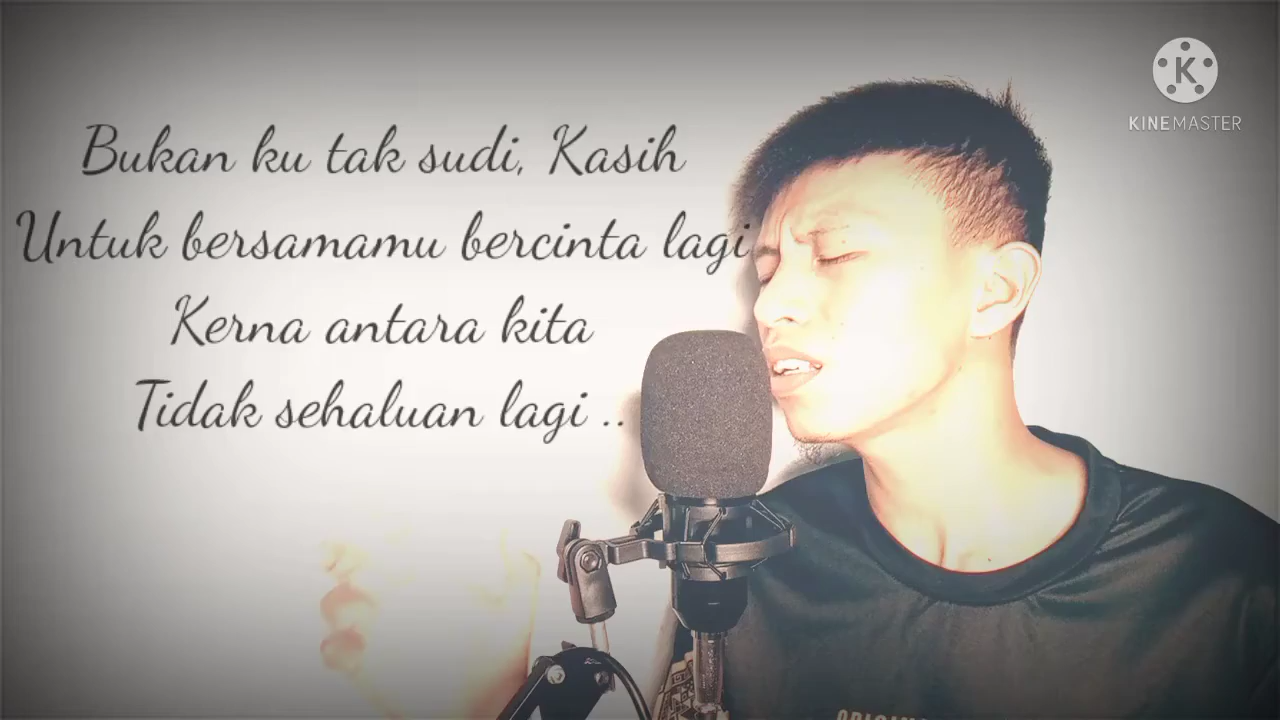 Bukan ku tak sudi, Kasih
Untuk bersamamu bercinta lagi
Kerna antara kita
Tidak sehaluan lagi ..
K
KINEMASTER